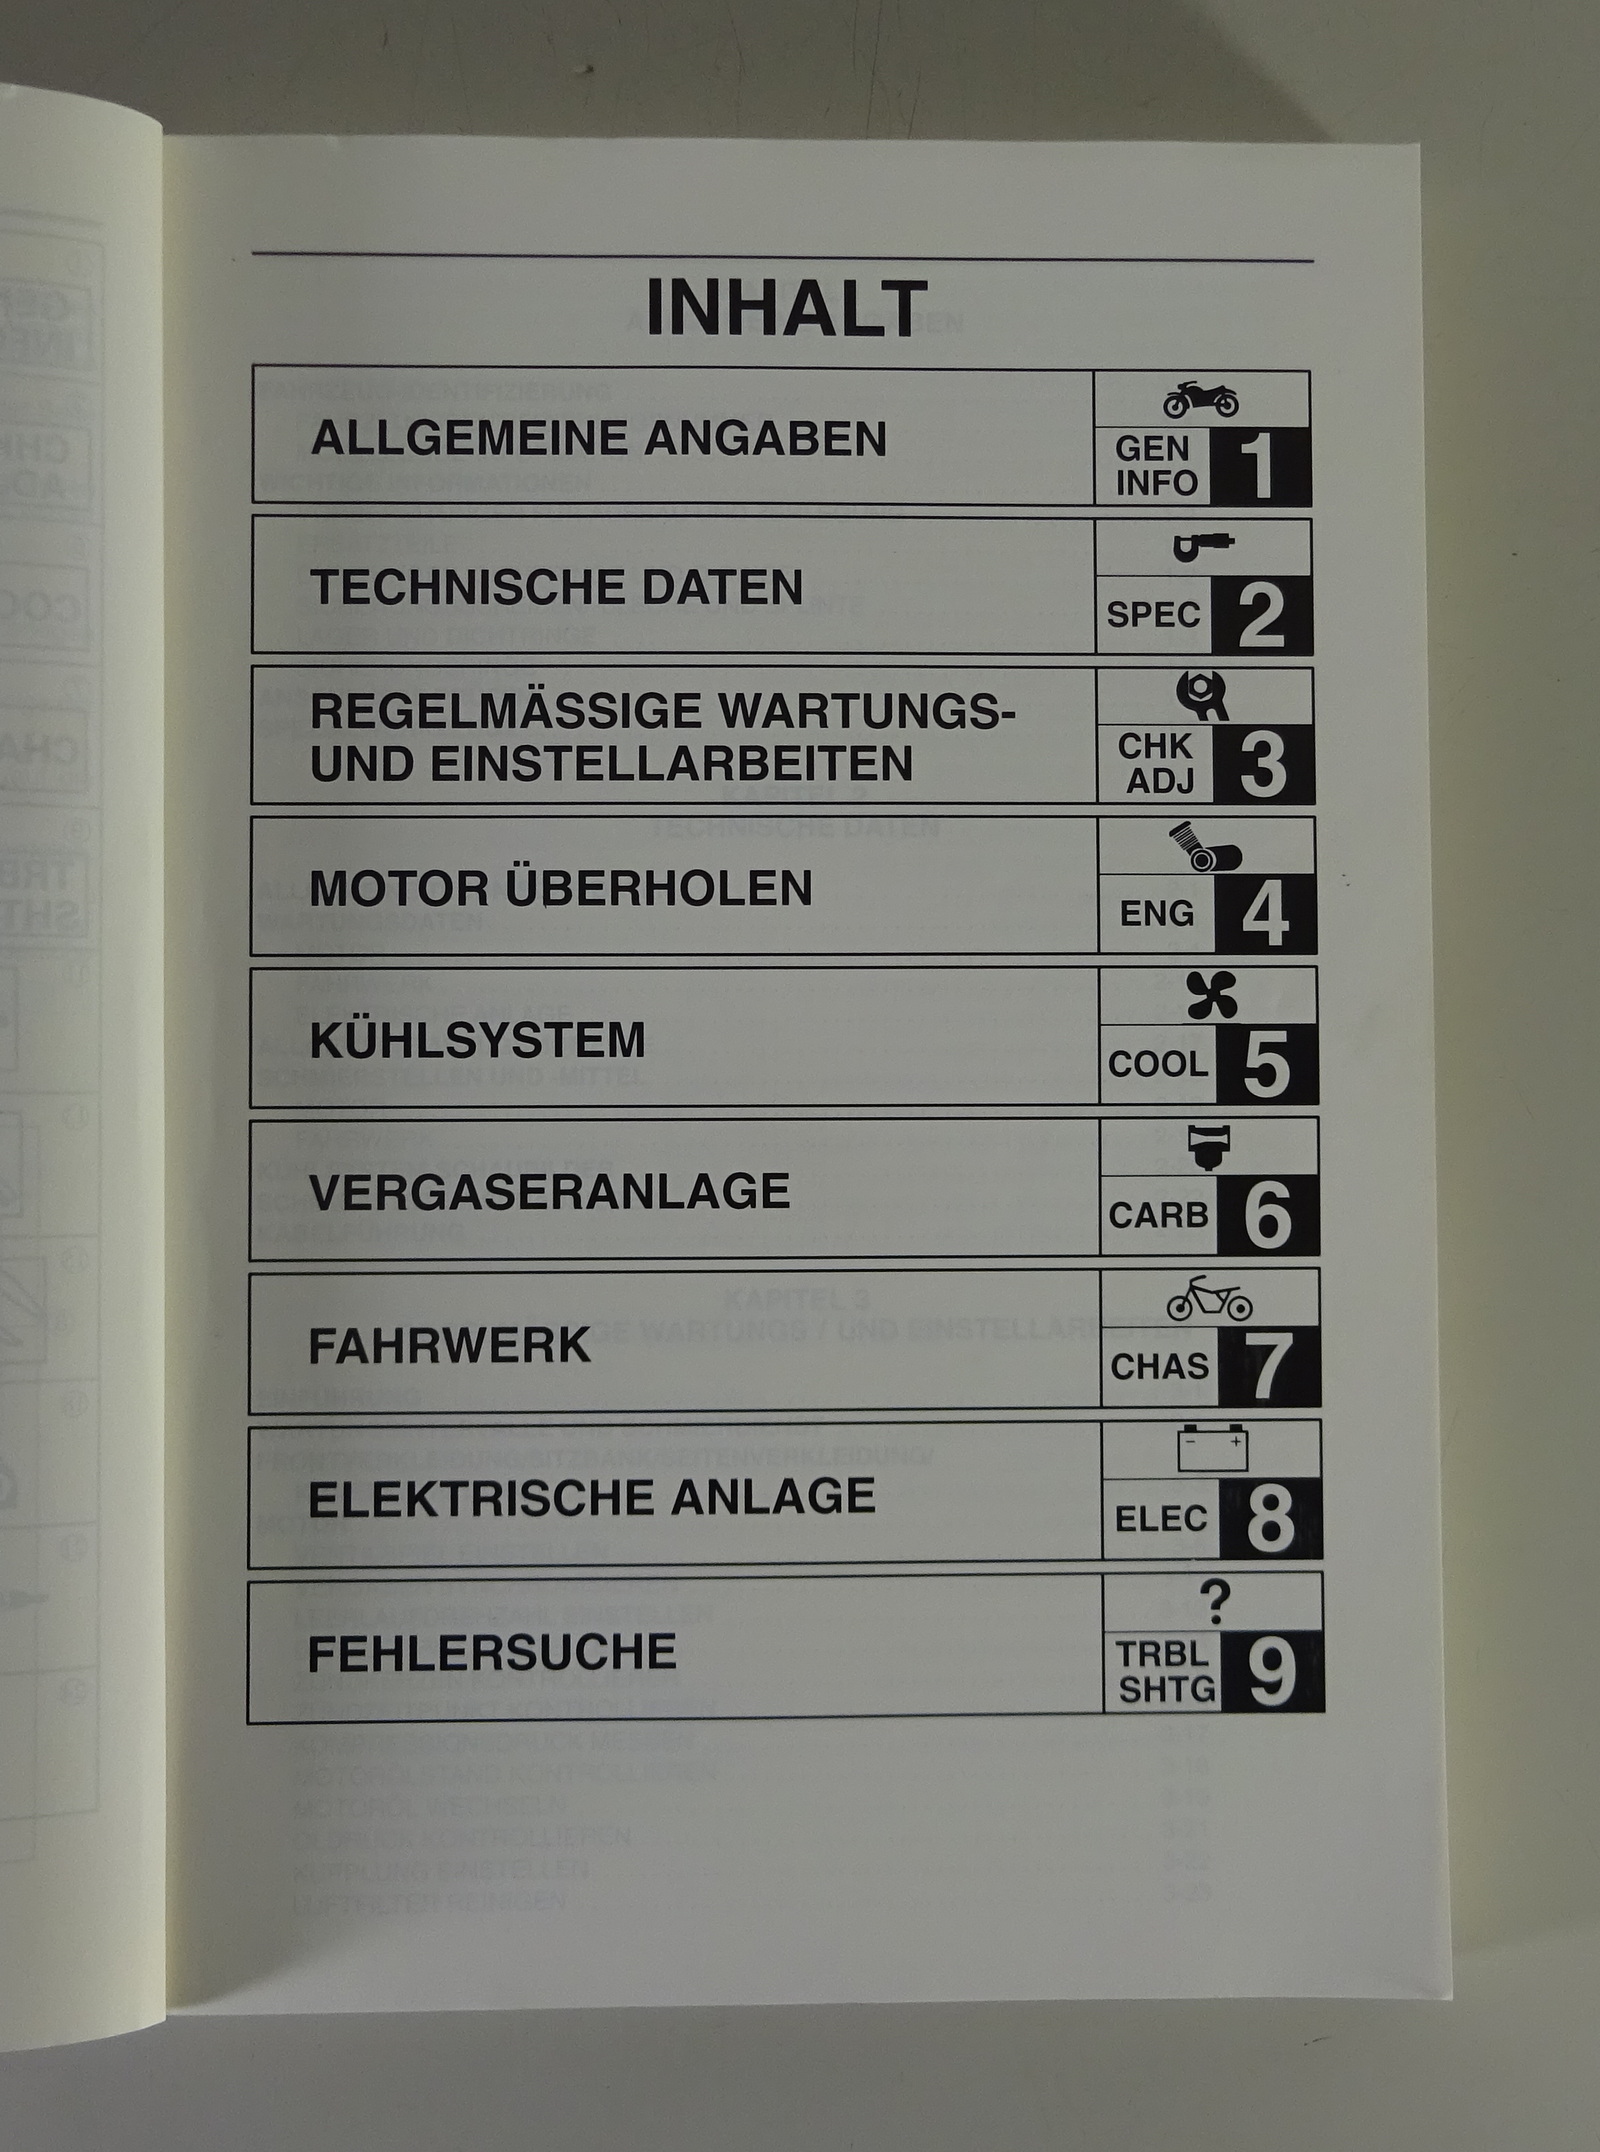 INHALT
ALLGEMEINE ANGABEN
GEN
INFO
1
TECHNISCHE DATEN
SPEC
2
REGELMÄSSIGE WARTUNGS-
UND EINSTELLARBEITEN
CHK
ADJ
3
MOTOR ÜBERHOLEN
ENG
4
KÜHLSYSTEM
COOL
5
VERGASERANLAGE
CARB
6
FAHRWERK
CHAS
7
ELEKTRISCHE ANLAGE
- +
ELEC
8
FEHLERSUCHE
?
TRBL
SHTG
9